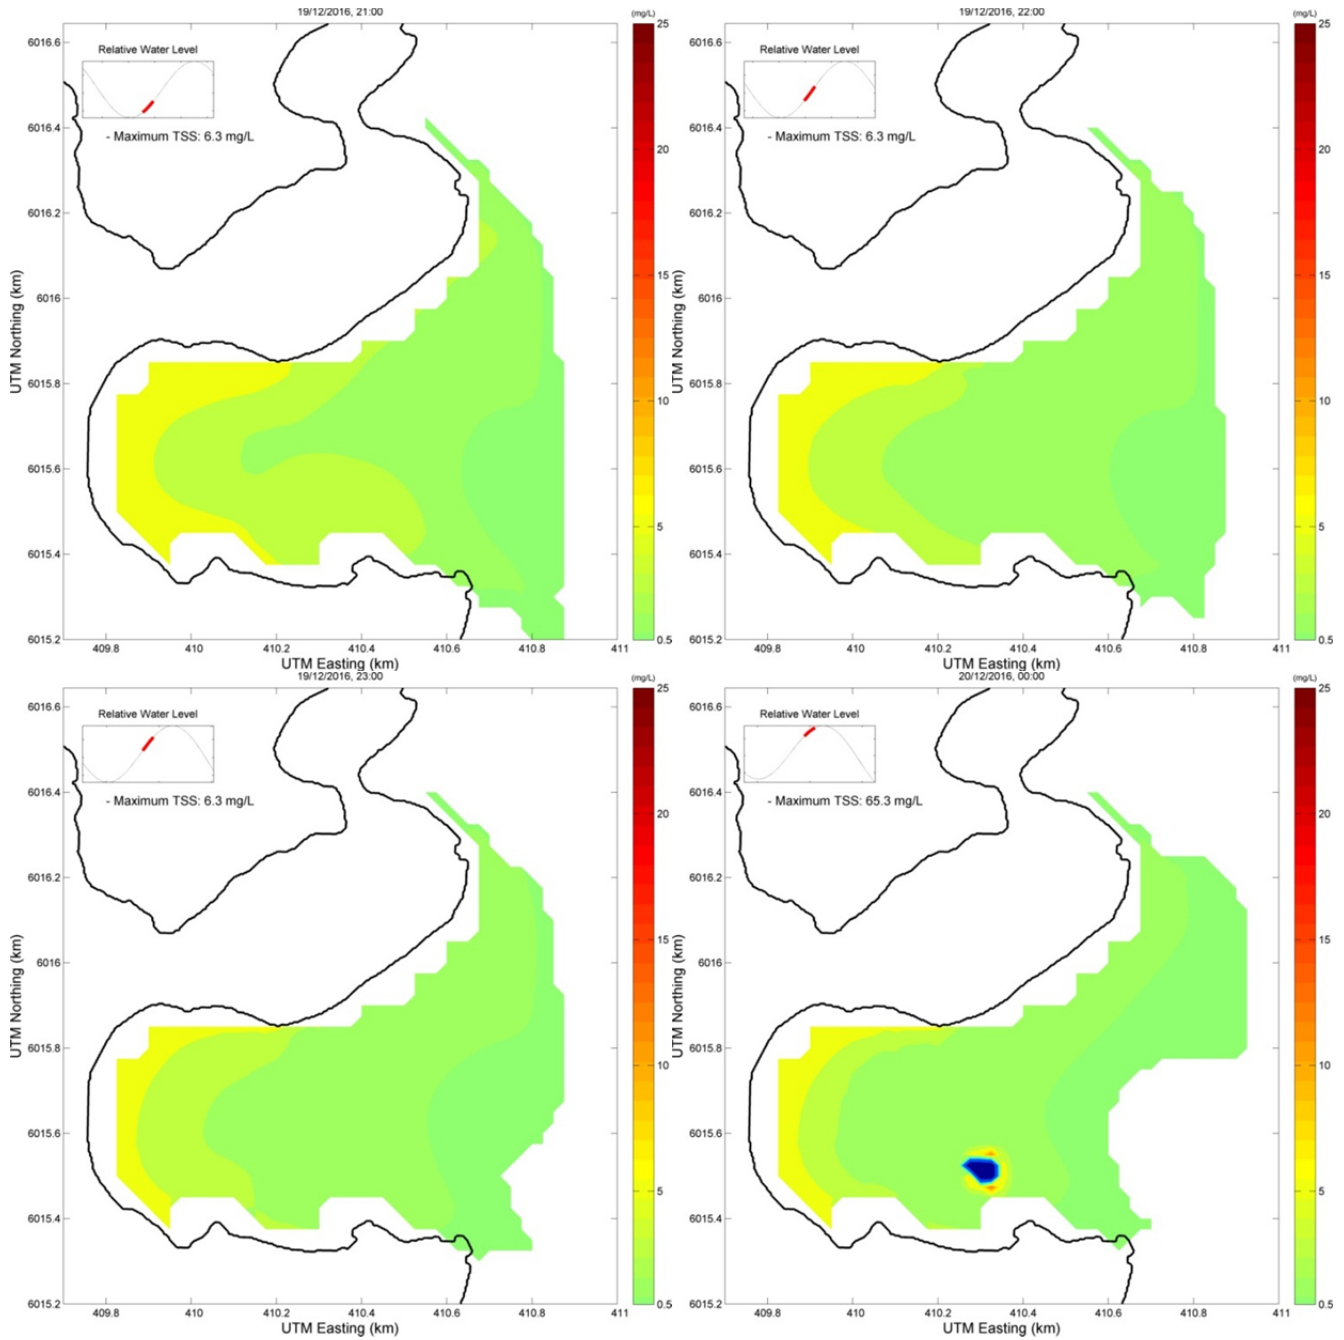 19/12/2016, 21:00
(mg/L)
Relative Water Level
- Maximum TSS: 6.3 mg/L
UTM Northing (km)
6016.6
6016.4
6016.2
6016
6015.8
6015.6
6015.4
6015.2
409.8 410 410.2 410.4 410.6 410.8 411
UTM Easting (km)
25
20
15
10
5
0.5
19/12/2016, 22:00
(mg/L)
Relative Water Level
- Maximum TSS: 6.3 mg/L
UTM Northing (km)
6016.6
6016.4
6016.2
6016
6015.8
6015.6
6015.4
6015.2
409.8 410 410.2 410.4 410.6 410.8 411
UTM Easting (km)
25
20
15
10
5
0.5
19/12/2016, 23:00
(mg/L)
Relative Water Level
- Maximum TSS: 6.3 mg/L
UTM Northing (km)
6016.6
6016.4
6016.2
6016
6015.8
6015.6
6015.4
6015.2
409.8 410 410.2 410.4 410.6 410.8 411
UTM Easting (km)
25
20
15
10
5
0.5
20/12/2016, 00:00
(mg/L)
Relative Water Level
- Maximum TSS: 65.3 mg/L
UTM Northing (km)
6016.6
6016.4
6016.2
6016
6015.8
6015.6
6015.4
6015.2
409.8 410 410.2 410.4 410.6 410.8 411
UTM Easting (km)
25
20
15
10
5
0.5